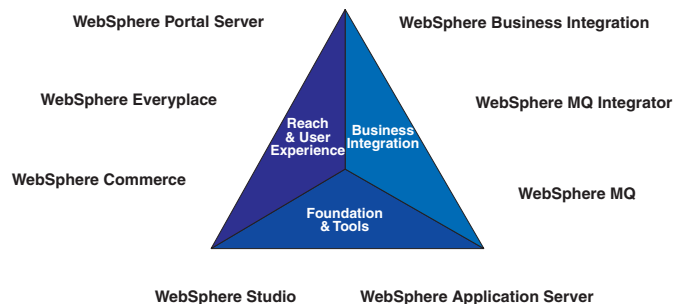 WebSphere Portal Server
WebSphere Business Integration
WebSphere Everyplace
WebSphere MQ Integrator
Reach
& User
Experience
Business
Integration
WebSphere Commerce
WebSphere MQ
Foundation
& Tools
WebSphere Studio
WebSphere Application Server